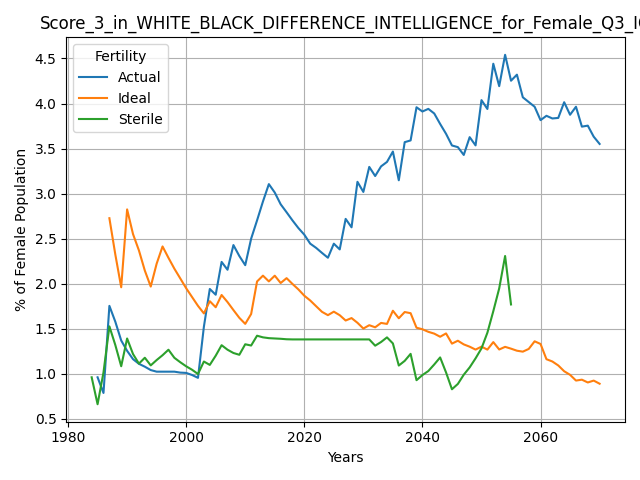 Score_3_in_WHITE_BLACK_DIFFERENCE_INTELLIGENCE_for_Female_Q3_I
Fertility
Actual
Ideal
Sterile
% of Female Population
4.5
4.0
3.5
3.0
2.5
2.0
1.5
1.0
0.5
1980 2000 2020 2040 2060
Years